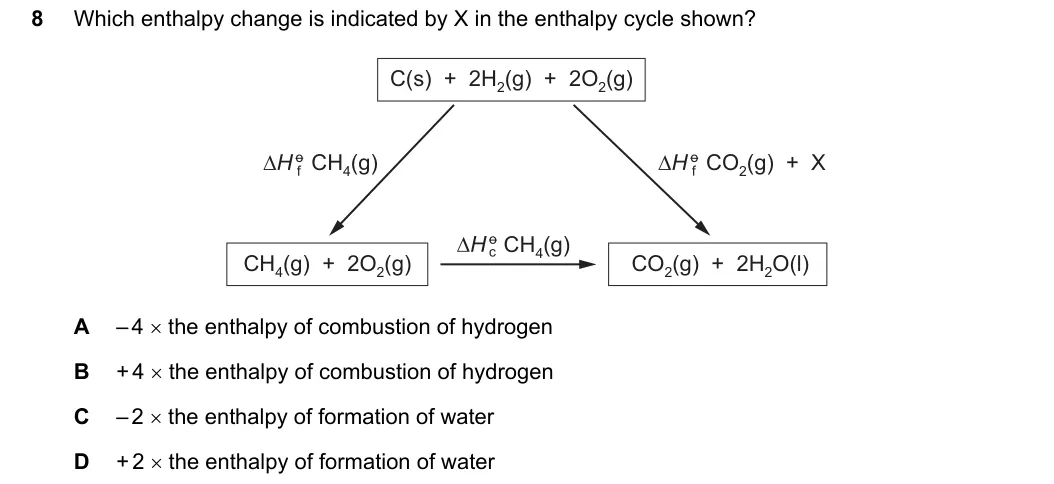 8 Which enthalpy change is indicated by X in the enthalpy cycle shown?
C(s) + 2H₂(g) + 2O₂(g)
ΔH⦵f CH₄(g)
ΔH⦵f CO₂(g) + X
ΔH⦵c CH₄(g)
CH₄(g) + 2O₂(g)
CO₂(g) + 2H₂O(l)
A −4 × the enthalpy of combustion of hydrogen
B +4 × the enthalpy of combustion of hydrogen
C −2 × the enthalpy of formation of water
D +2 × the enthalpy of formation of water